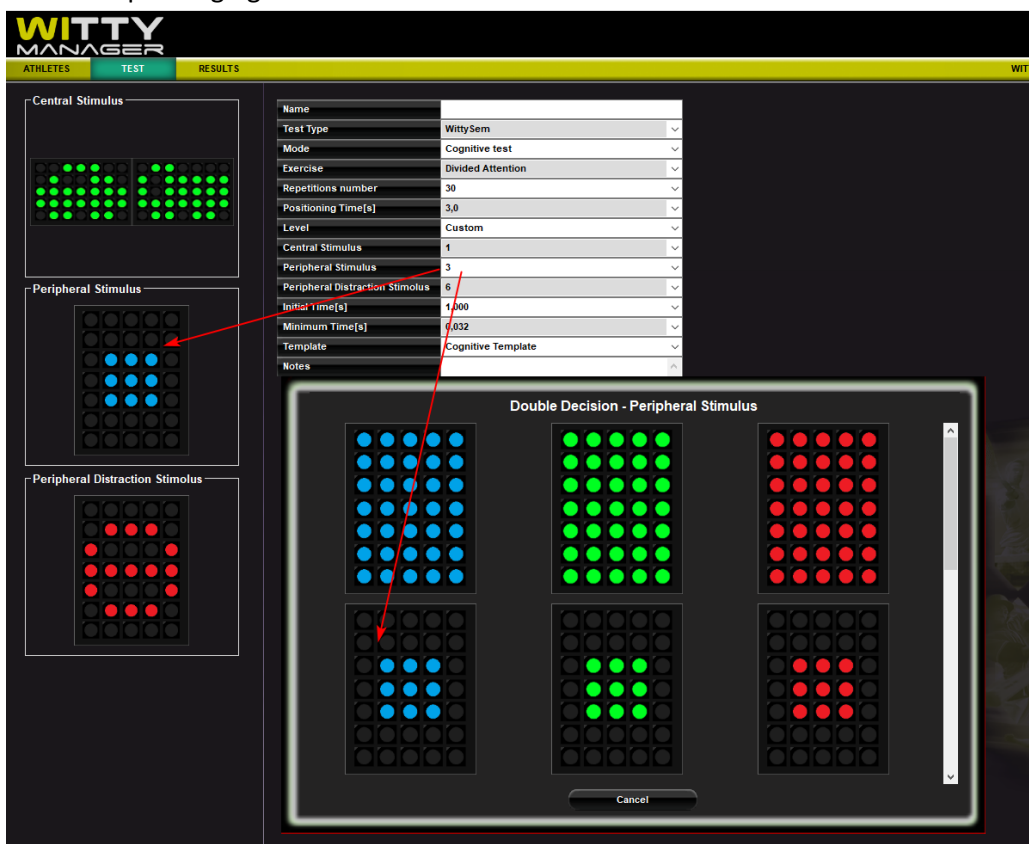 WITTY
MANAGER
ATHLETES TEST RESULTS WIT
Central Stimulus
Peripheral Stimulus
Peripheral Distraction Stimolus
Name
Test Type WittySem
Mode Cognitive test
Exercise Divided Attention
Repetitions number 30
Positioning Time[s] 3,0
Level Custom
Central Stimulus 1
Peripheral Stimulus 3
Peripheral Distraction Stimolus 6
Initial Time[s] 1,000
Minimum Time[s] 0,032
Template Cognitive Template
Notes
Double Decision - Peripheral Stimulus
Cancel